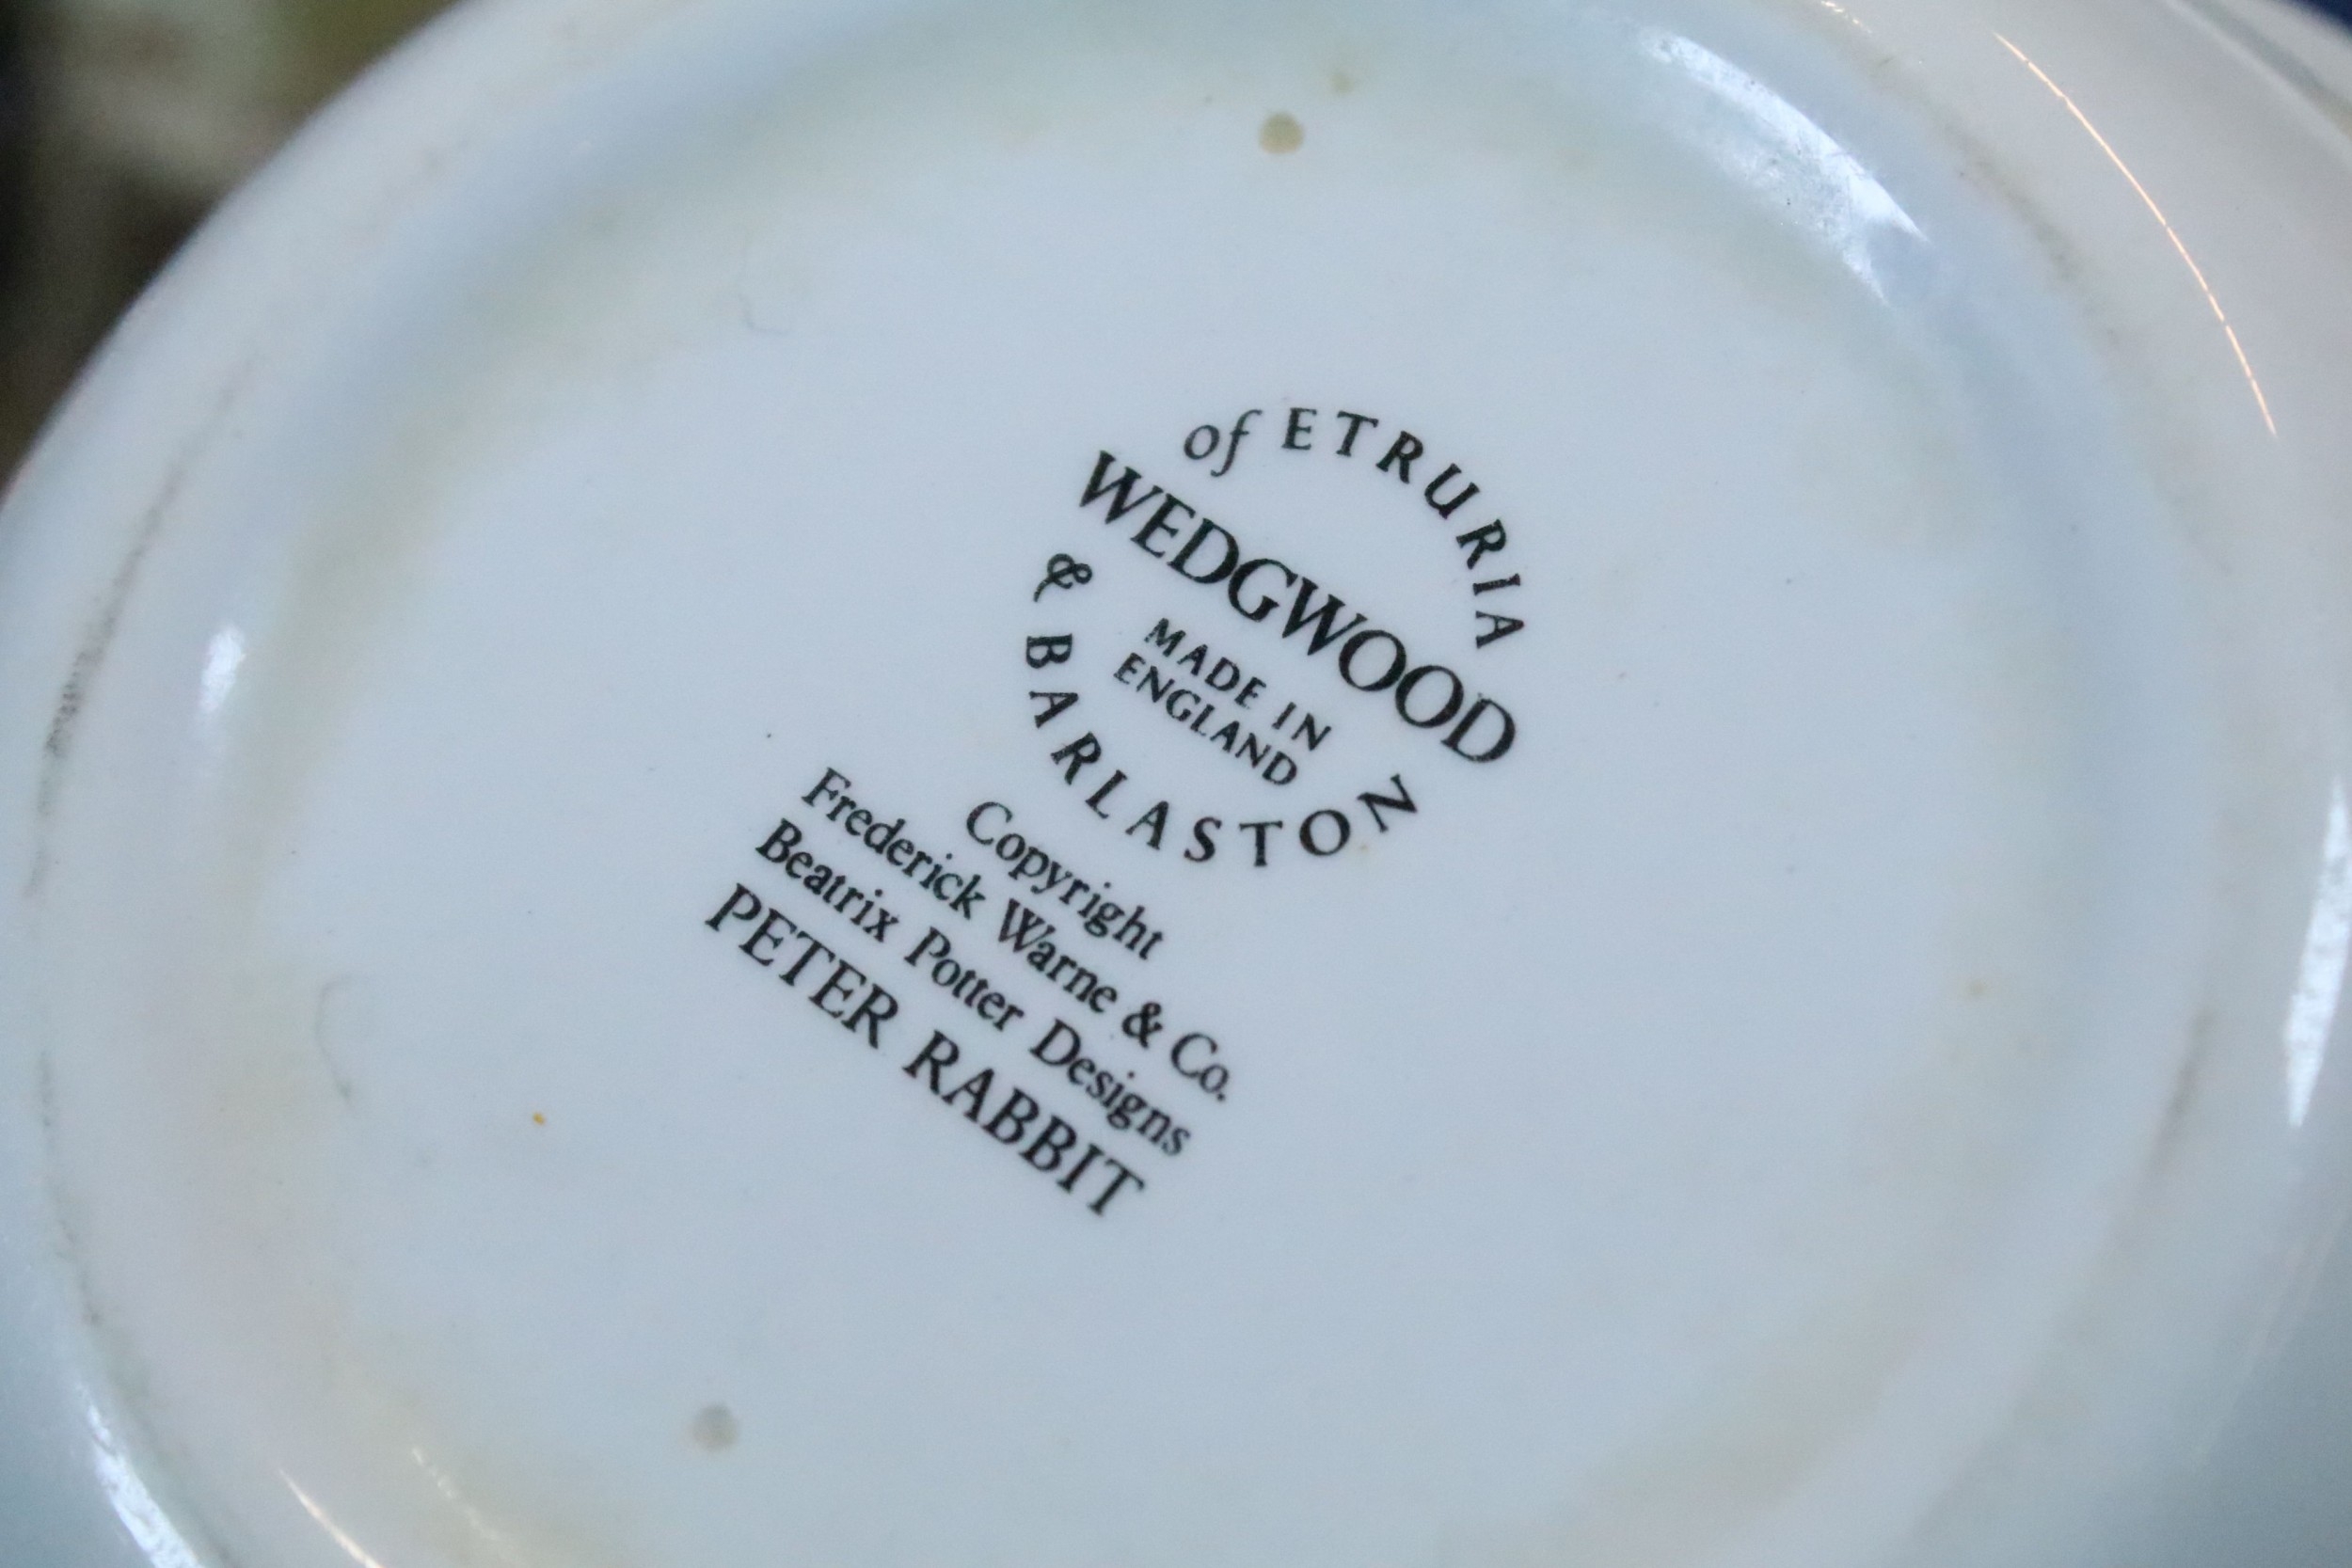 of ETRURIA
WEDGWOOD
MADE IN
ENGLAND
& BARLASTON
Copyright
Frederick Warne & Co.
Beatrix Potter Designs
PETER RABBIT